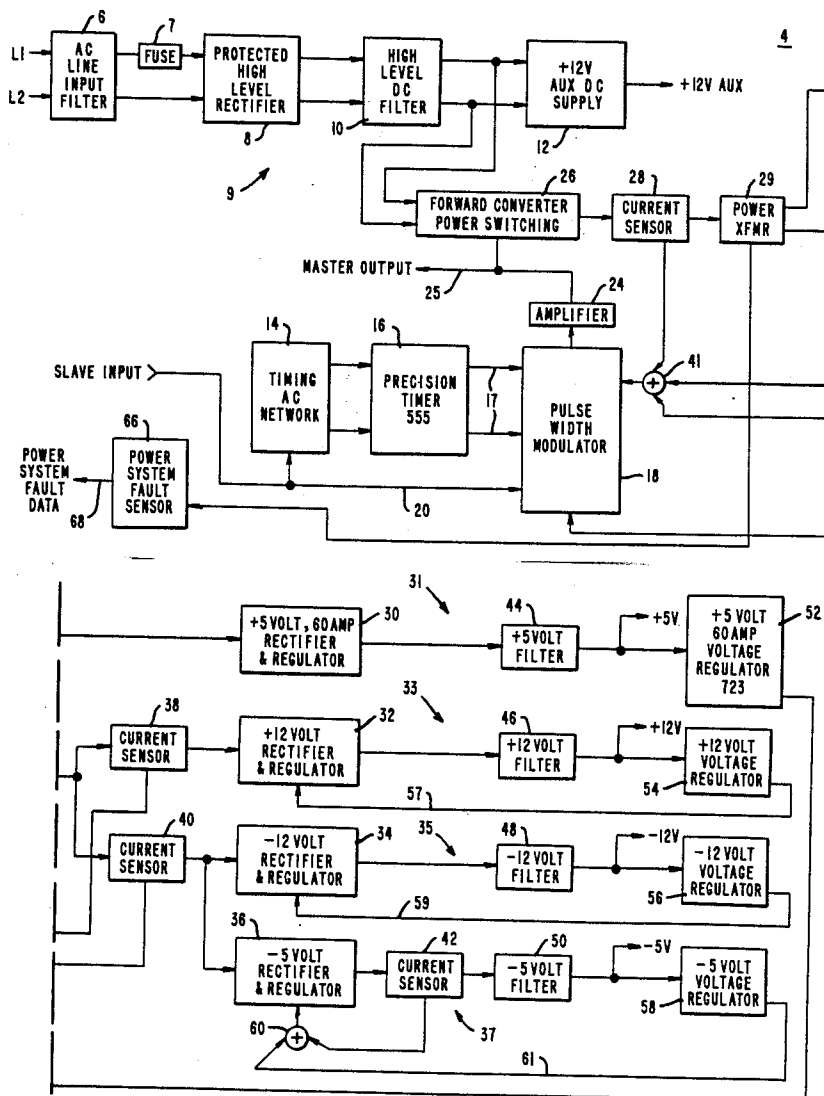 6
7
4
L1
L2
AC
LINE
INPUT
FILTER
FUSE
PROTECTED
HIGH
LEVEL
RECTIFIER
8
HIGH
LEVEL
DC
FILTER
10
+12V
AUX DC
SUPPLY
12
+12V AUX
9
26
28
29
FORWARD CONVERTER
POWER SWITCHING
CURRENT
SENSOR
POWER
XFMR
MASTER OUTPUT
25
24
AMPLIFIER
14
16
41
SLAVE INPUT
TIMING
AC
NETWORK
PRECISION
TIMER
555
17
PULSE
WIDTH
MODULATOR
18
+
66
POWER
SYSTEM
FAULT
DATA
68
POWER
SYSTEM
FAULT
SENSOR
20
31
30
+5 VOLT, 60 AMP
RECTIFIER
& REGULATOR
44
+5 VOLT
FILTER
+5V
52
+5 VOLT
60 AMP
VOLTAGE
REGULATOR
723
38
CURRENT
SENSOR
32
+12 VOLT
RECTIFIER
& REGULATOR
33
46
+12 VOLT
FILTER
+12V
+12 VOLT
VOLTAGE
REGULATOR
54
57
40
CURRENT
SENSOR
34
-12 VOLT
RECTIFIER
& REGULATOR
35
48
-12 VOLT
FILTER
-12V
-12 VOLT
VOLTAGE
REGULATOR
56
59
36
-5 VOLT
RECTIFIER
& REGULATOR
42
CURRENT
SENSOR
50
-5 VOLT
FILTER
-5V
-5 VOLT
VOLTAGE
REGULATOR
58
60
+
37
61